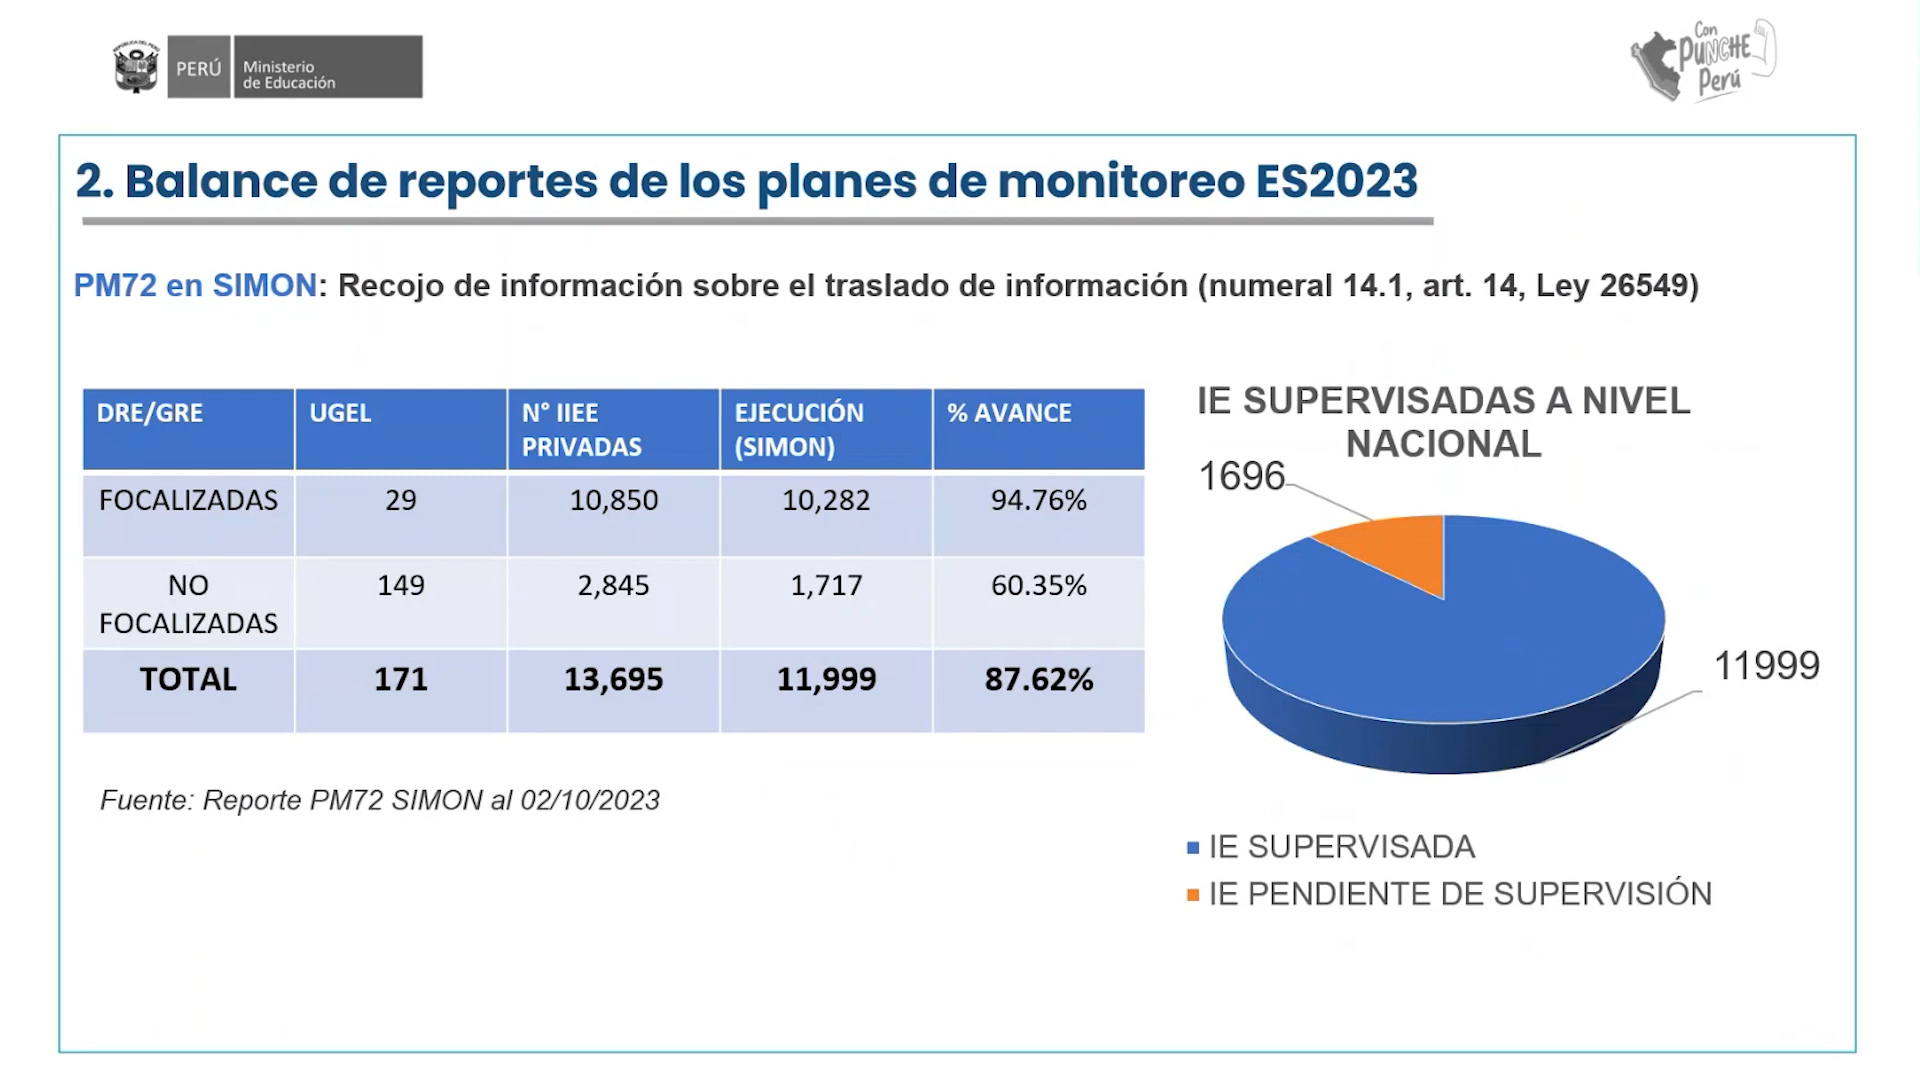 PERÚ
Ministerio
de Educación
Con
PUNCHE
Perú
2. Balance de reportes de los planes de monitoreo ES2023
PM72 en SIMON: Recojo de información sobre el traslado de información (numeral 14.1, art. 14, Ley 26549)
DRE/GRE UGEL N° IIEE PRIVADAS EJECUCIÓN (SIMON) % AVANCE
FOCALIZADAS 29 10,850 10,282 94.76%
NO FOCALIZADAS 149 2,845 1,717 60.35%
TOTAL 171 13,695 11,999 87.62%
Fuente: Reporte PM72 SIMON al 02/10/2023
IE SUPERVISADAS A NIVEL
NACIONAL
1696
11999
IE SUPERVISADA
IE PENDIENTE DE SUPERVISIÓN